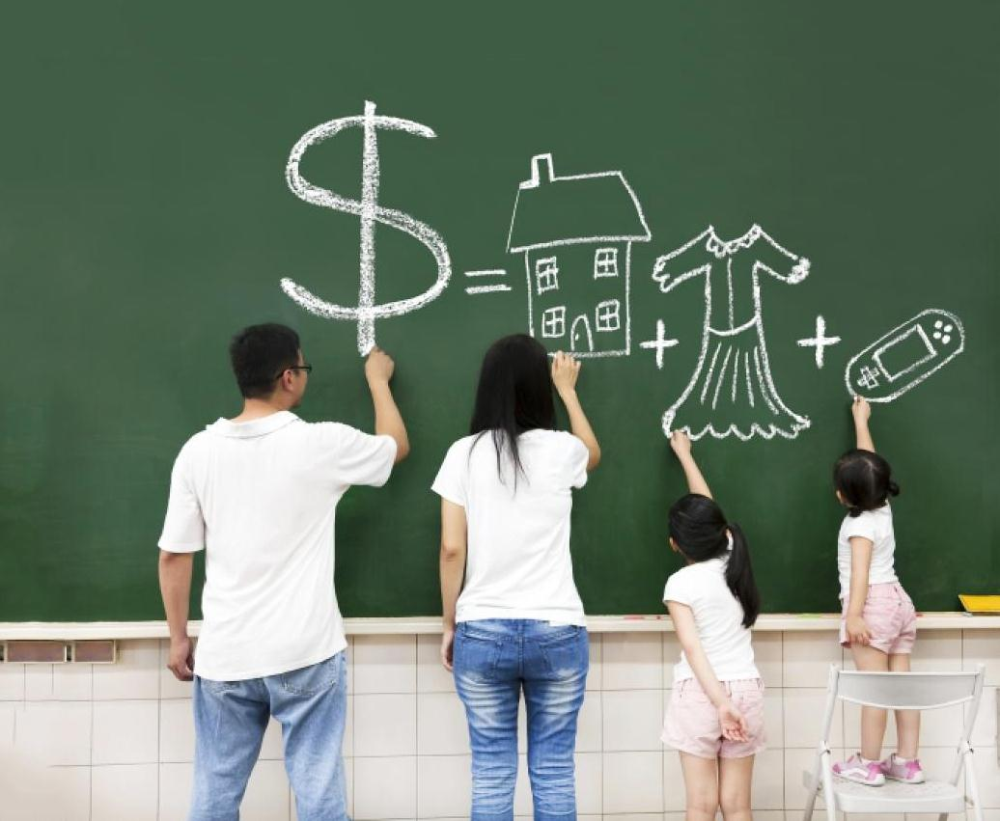 $ = + +